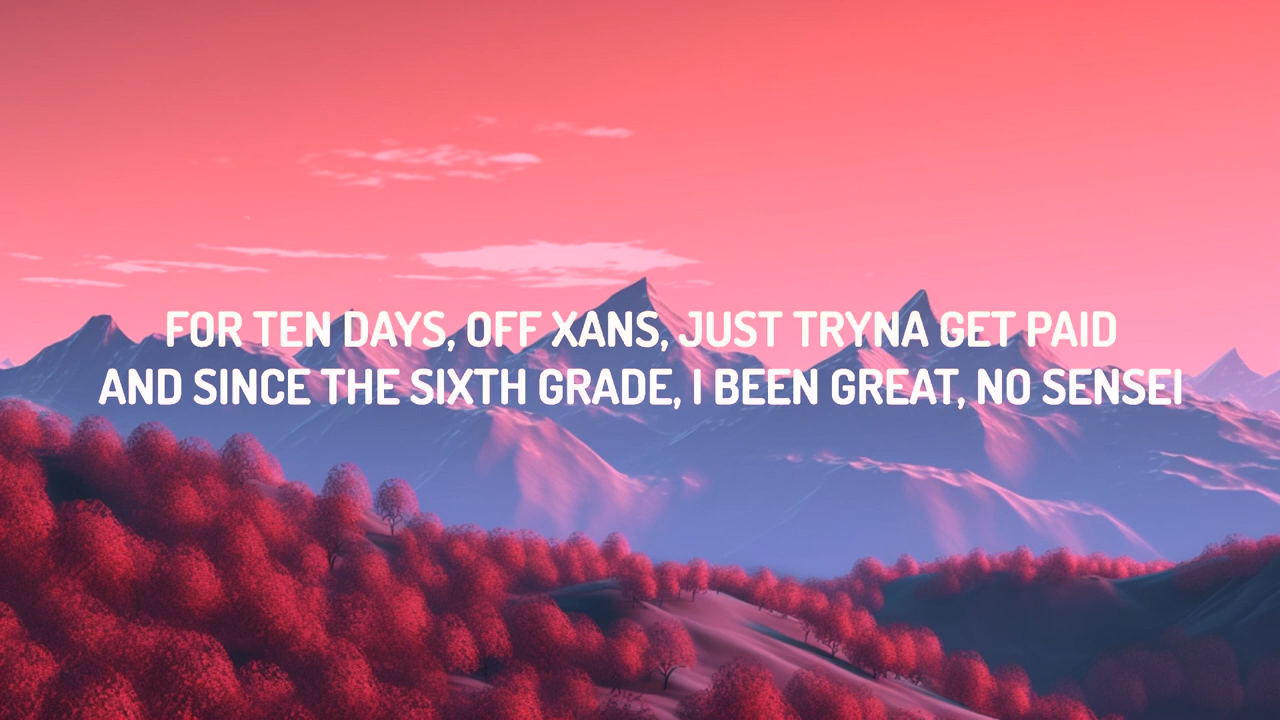 FOR TEN DAYS, OFF XANS, JUST TRYNA GET PAID
AND SINCE THE SIXTH GRADE, I BEEN GREAT, NO SENSEI